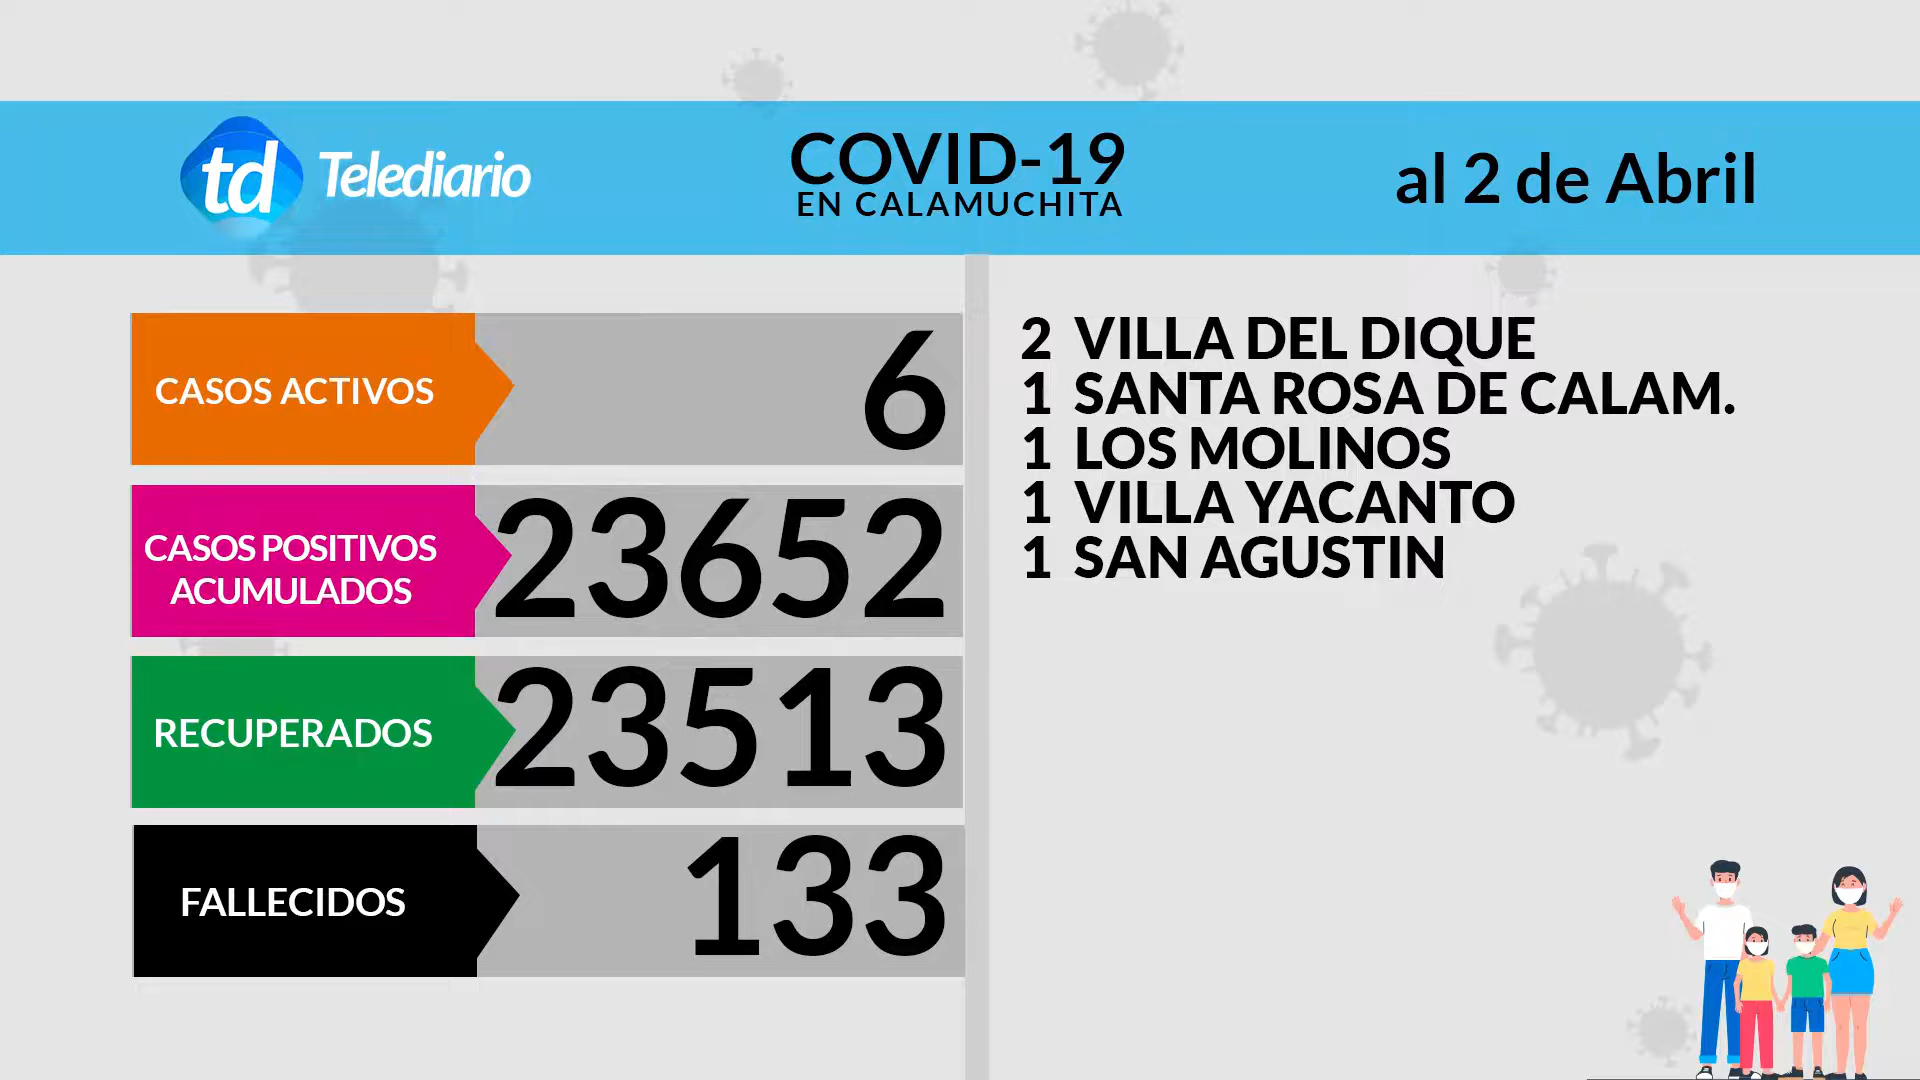 td Telediario
COVID-19
EN CALAMUCHITA
al 2 de Abril
CASOS ACTIVOS
6
CASOS POSITIVOS
ACUMULADOS
23652
RECUPERADOS
23513
FALLECIDOS
133
2 VILLA DEL DIQUE
1 SANTA ROSA DE CALAM.
1 LOS MOLINOS
1 VILLA YACANTO
1 SAN AGUSTIN